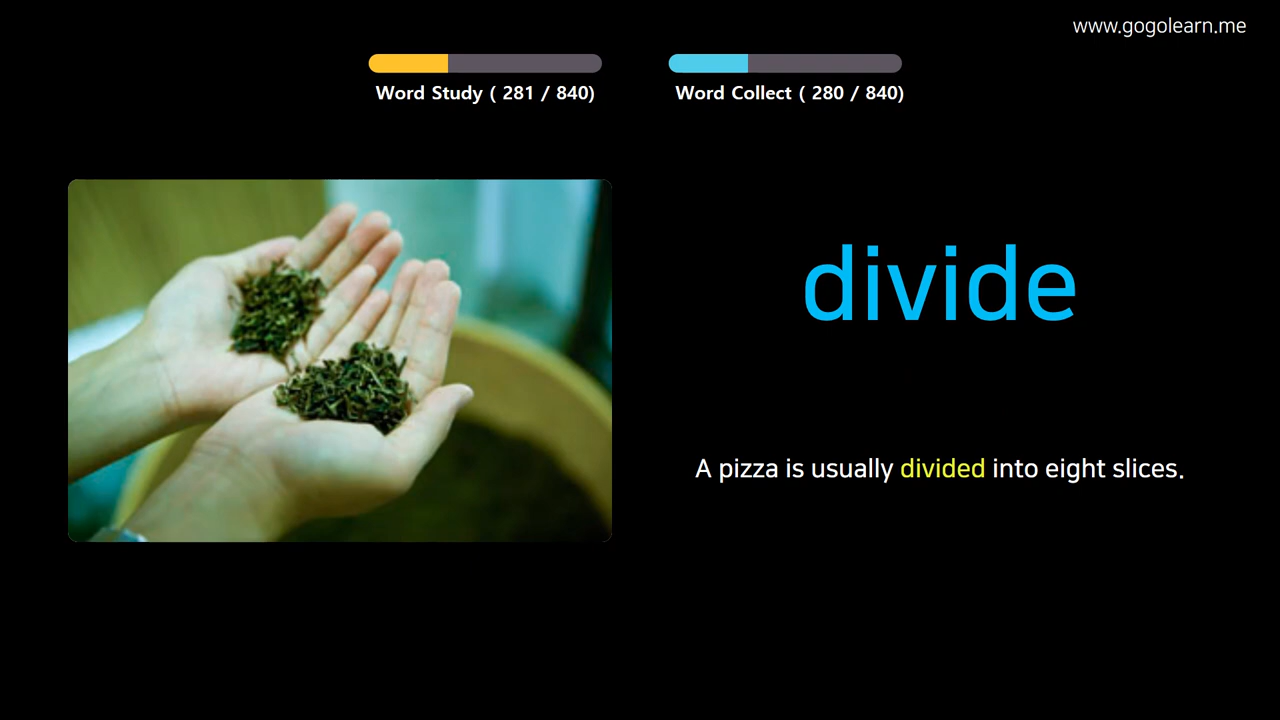 www.gogolearn.me
Word Study ( 281 / 840)
Word Collect ( 280 / 840)
divide
A pizza is usually divided into eight slices.